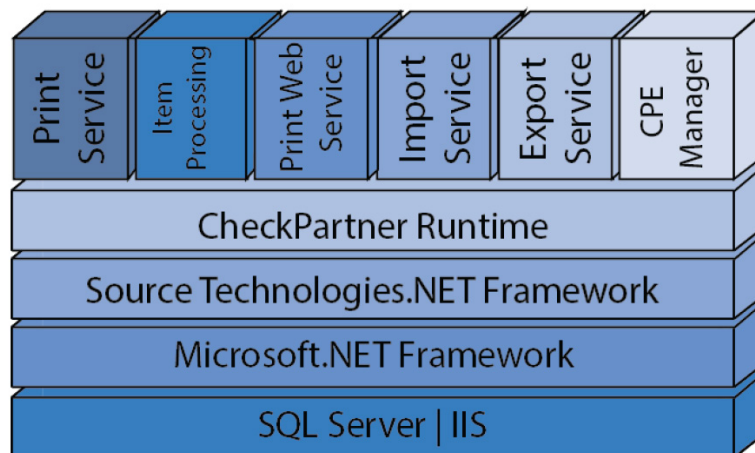 Print
Service
Item
Processing
Print Web
Service
Import
Service
Export
Service
CPE
Manager
CheckPartner Runtime
Source Technologies.NET Framework
Microsoft.NET Framework
SQL Server | IIS